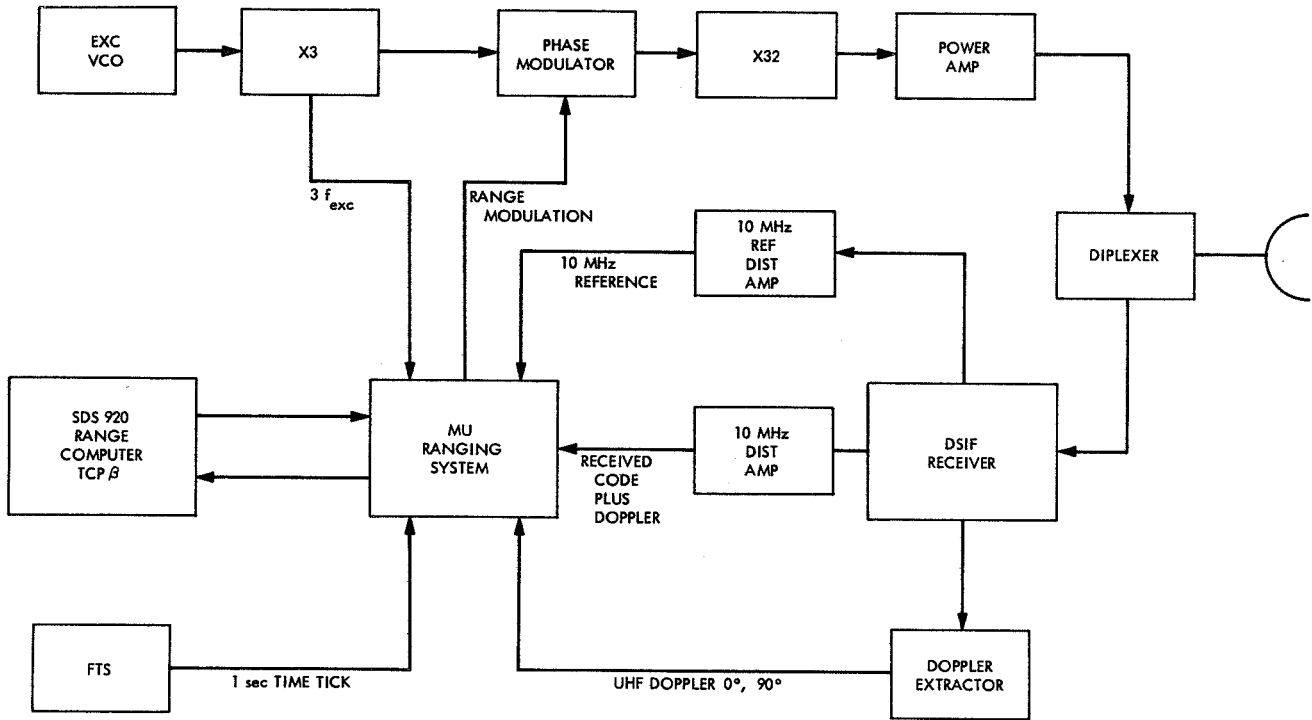 EXC
VCO
X3
PHASE
MODULATOR
X32
POWER
AMP
3 fexc
RANGE
MODULATION
10 MHz
REF
DIST
AMP
DIPLEXER
10 MHz
REFERENCE
SDS 920
RANGE
COMPUTER
TCP β
MU
RANGING
SYSTEM
10 MHz
DIST
AMP
DSIF
RECEIVER
RECEIVED
CODE
PLUS
DOPPLER
FTS
1 sec TIME TICK
UHF DOPPLER 0°, 90°
DOPPLER
EXTRACTOR